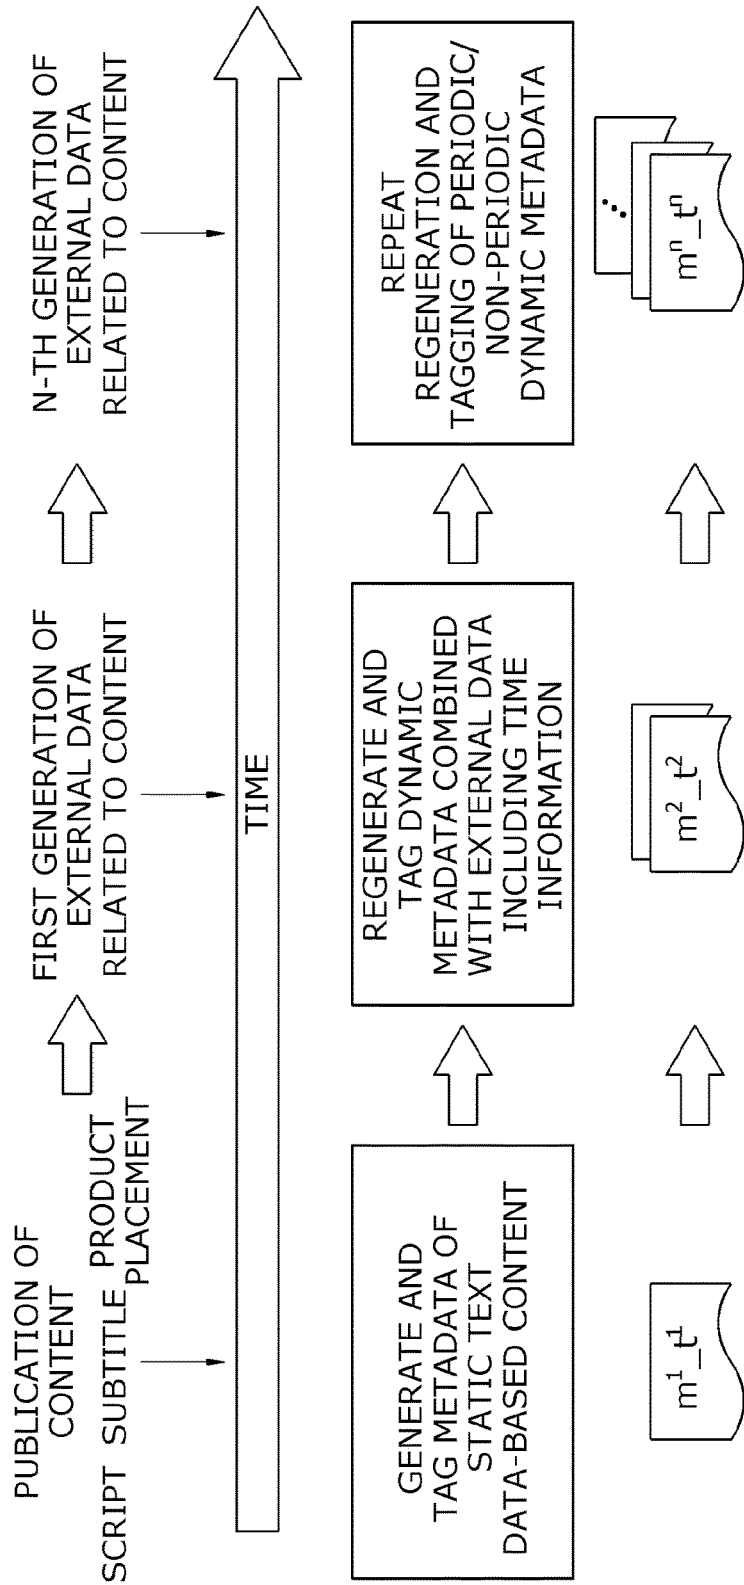 PUBLICATION OF
CONTENT
SCRIPT SUBTITLE PRODUCT
PLACEMENT
FIRST GENERATION OF
EXTERNAL DATA
RELATED TO CONTENT
N-TH GENERATION OF
EXTERNAL DATA
RELATED TO CONTENT
TIME
GENERATE AND
TAG METADATA OF
STATIC TEXT
DATA-BASED CONTENT
REGENERATE AND
TAG DYNAMIC
METADATA COMBINED
WITH EXTERNAL DATA
INCLUDING TIME
INFORMATION
REPEAT
REGENERATION AND
TAGGING OF PERIODIC/
NON-PERIODIC
DYNAMIC METADATA
m¹_t¹
m²_t²
mⁿ_tⁿ